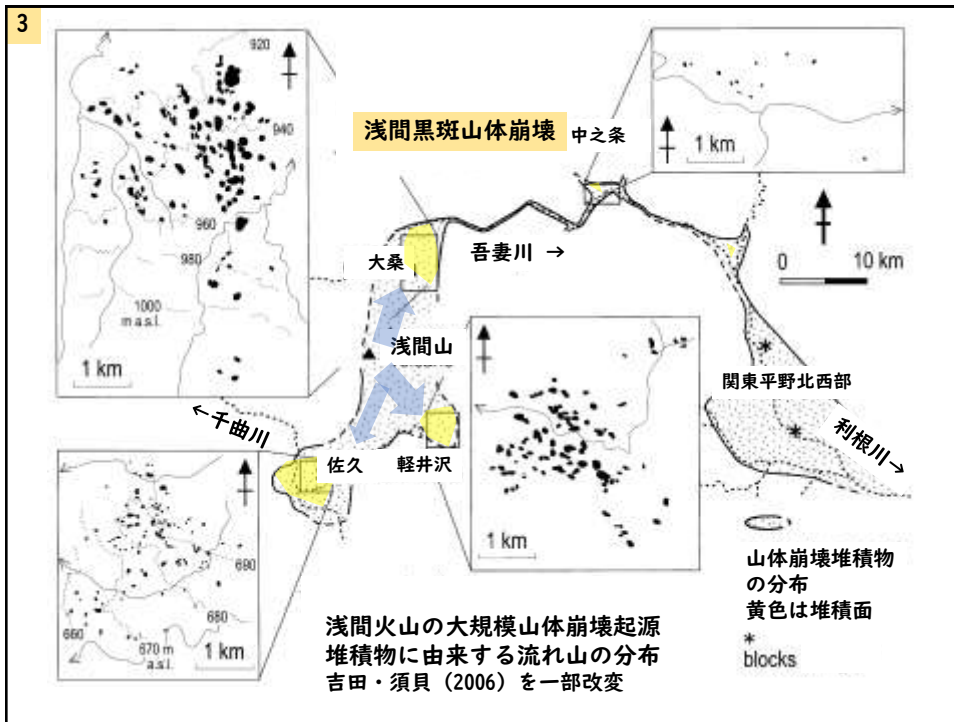 3
920
940
960
980
1000
m a.s.l.
1 km
浅間黒斑山体崩壊
中之条
1 km
吾妻川 →
大桑
0 10 km
浅間山
関東平野北西部
←千曲川
利根川→
佐久
軽井沢
1 km
690
680
660
670 m
a.s.l.
1 km
山体崩壊堆積物
の分布
黄色は堆積面
*
blocks
浅間火山の大規模山体崩壊起源
堆積物に由来する流れ山の分布
吉田・須貝（2006）を一部改変